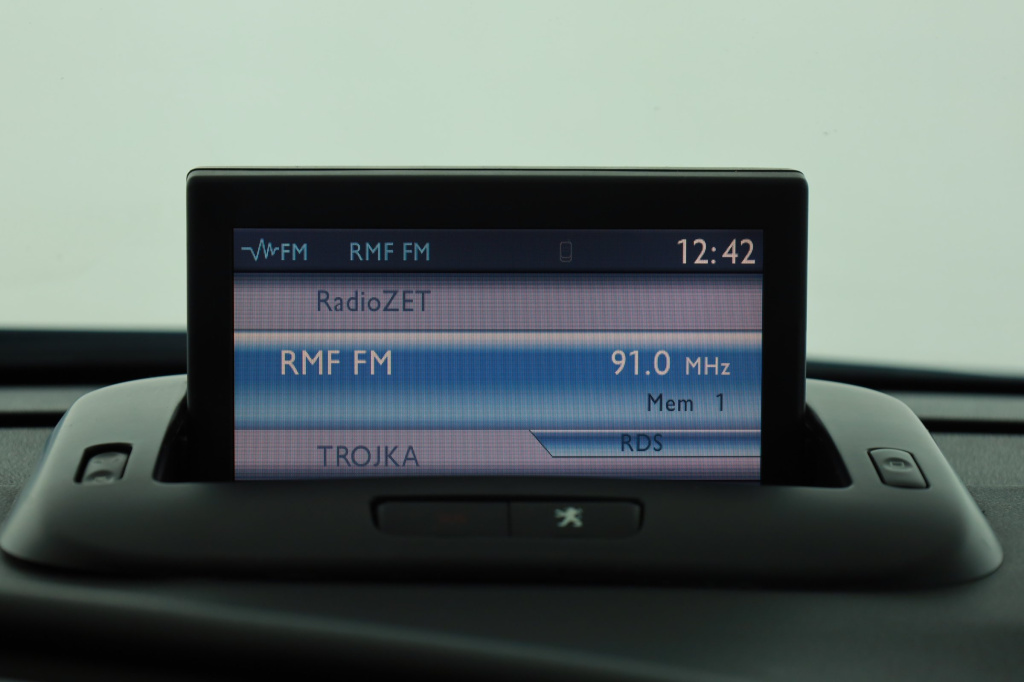 FM RMF FM 12:42
RadioZET
RMF FM 91.0 MHz
Mem 1
TROJKA RDS